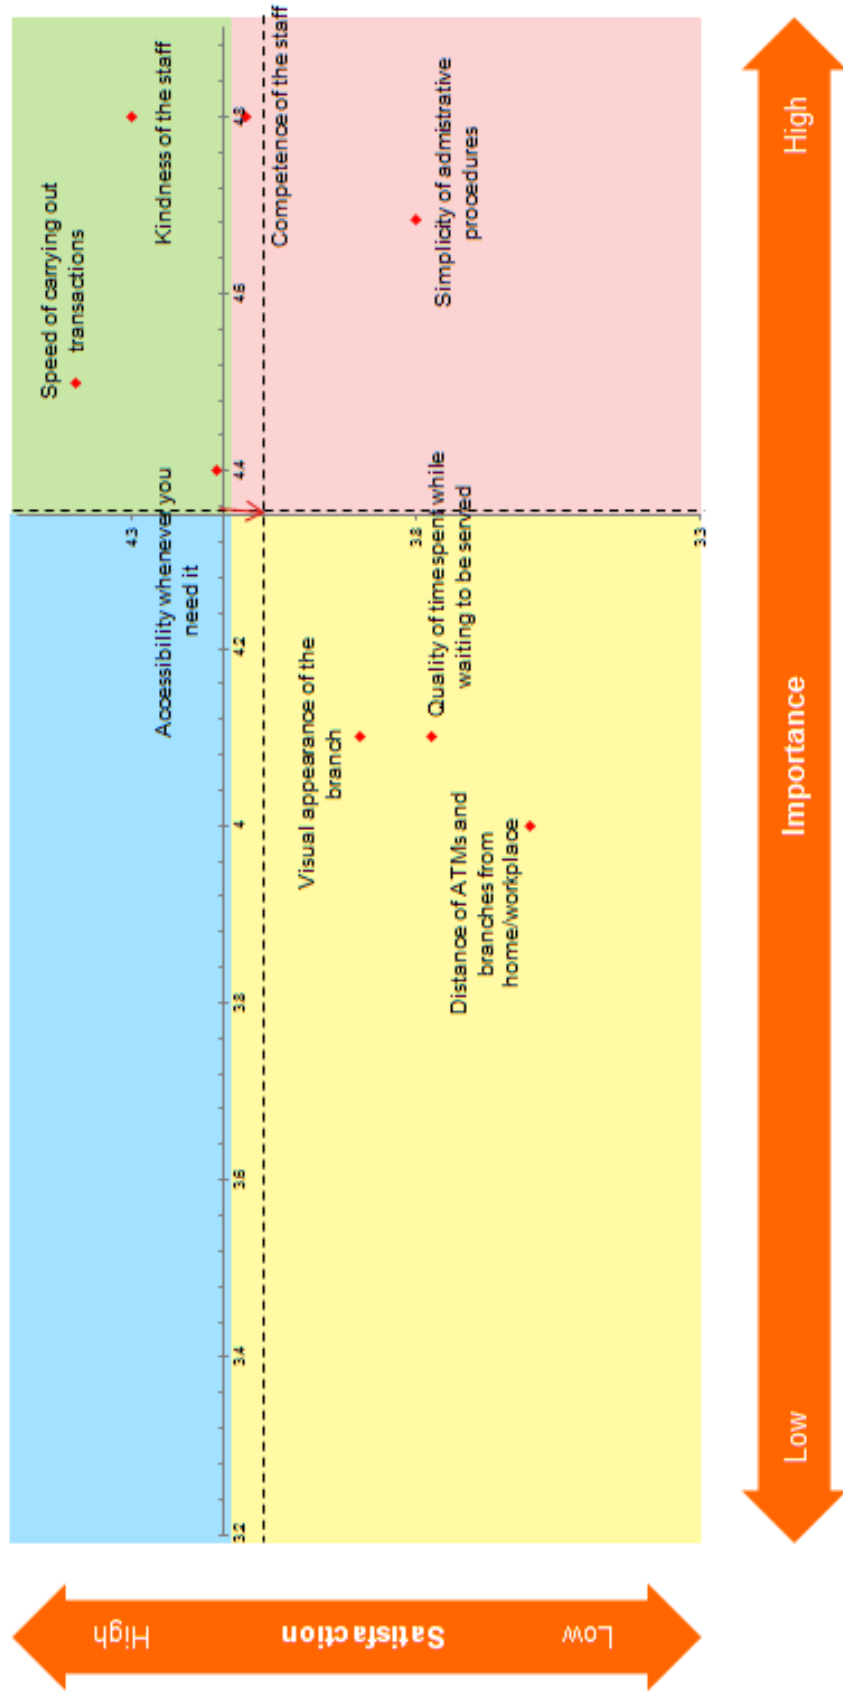 Speed of carrying out
transactions
Kindness of the staff
Competence of the staff
Simplicity of admistrative
procedures
Accessibility whenever you
need it
Visual appearance of the
branch
Quality of time spent while
waiting to be served
Distance of ATMs and
branches from
home/workplace
4.3
3.8
3.3
3.2
3.4
3.6
3.8
4
4.2
4.4
4.6
4.8
High
Satisfaction
Low
Low
Importance
High